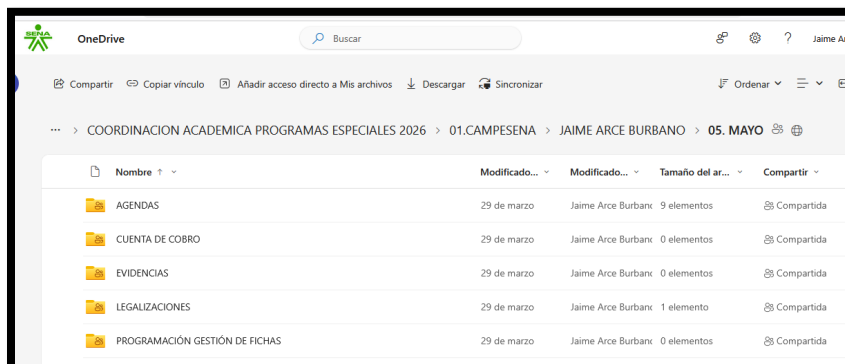 SENA
OneDrive
Buscar
Jaime Ar
Compartir Copiar vínculo Añadir acceso directo a Mis archivos Descargar Sincronizar Ordenar
··· > COORDINACION ACADEMICA PROGRAMAS ESPECIALES 2026 > 01.CAMPESENA > JAIME ARCE BURBANO > 05. MAYO
Nombre Modificado... Modificado... Tamaño del ar... Compartir
AGENDAS 29 de marzo Jaime Arce Burbano 9 elementos Compartida
CUENTA DE COBRO 29 de marzo Jaime Arce Burbano 0 elementos Compartida
EVIDENCIAS 29 de marzo Jaime Arce Burbano 0 elementos Compartida
LEGALIZACIONES 29 de marzo Jaime Arce Burbano 1 elemento Compartida
PROGRAMACIÓN GESTIÓN DE FICHAS 29 de marzo Jaime Arce Burbano 0 elementos Compartida